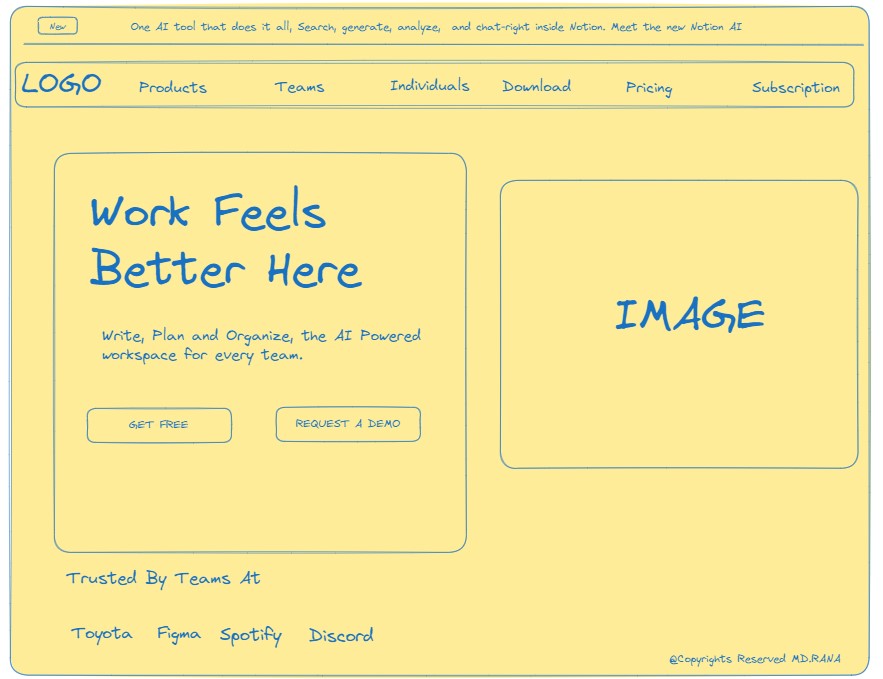 New
One AI tool that does it all, Search, generate, analyze, and chat-right inside Notion. Meet the new Notion AI
LOGO Products Teams Individuals Download Pricing Subscription
Work Feels
Better Here
IMAGE
Write, Plan and Organize, the AI Powered
workspace for every team.
GET FREE
REQUEST A DEMO
Trusted By Teams At
Toyota Figma Spotify Discord
@Copyrights Reserved MD.RANA